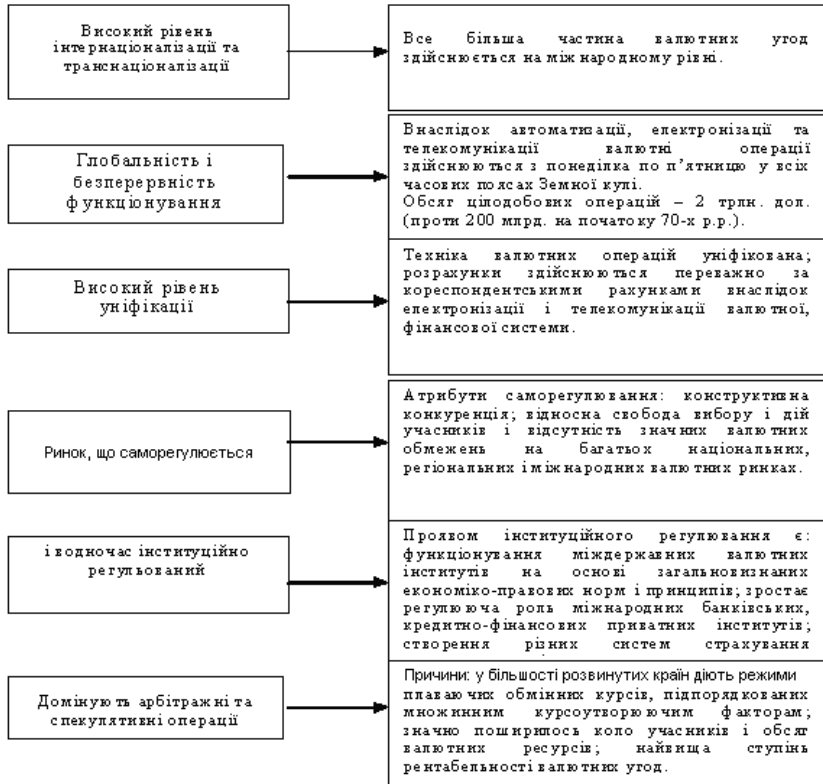 Високий рівень
інтернаціоналізації та
транснаціоналізації
Все більша частина валютних угод
здійснюється на міжнародному рівні.
Глобальність і
безперервність
функціонування
Внаслідок автоматизації, електронізації та
телекомунікації валютні операції
здійснюються з понеділка по п’ятницю у всіх
часових поясах Земної кулі.
Обсяг цілодобових операцій – 2 трлн. дол.
(проти 200 млрд. на початоку 70-х р.р.).
Високий рівень
уніфікації
Техніка валютних операцій уніфікована;
розрахунки здійснюються переважно за
кореспондентськими рахунками внаслідок
електронізації і телекомунікації валютної,
фінансової системи.
Ринок, що саморегулюється
Атрибути саморегулювання: конструктивна
конкуренція; відносна свобода вибору і дій
учасників і відсутність значних валютних
обмежень на багатьох національних,
регіональних і міжнародних валютних ринках.
і водночас інституційно
регульований
Проявом інституційного регулювання є:
функціонування міждержавних валютних
інститутів на основі загальновизнаних
економіко-правових норм і принципів; зростає
регулююча роль міжнародних банківських,
кредитно-фінансових приватних інститутів;
створення різних систем страхування
Домінують арбітражні та
спекулятивні операції
Причини: у більшості розвинутих країн діють режими
плаваючих обмінних курсів, підпорядкованих
множинним курсоутворюючим факторам;
значно поширилось коло учасників і обсяг
валютних ресурсів; найвища ступінь
рентабельності валютних угод.